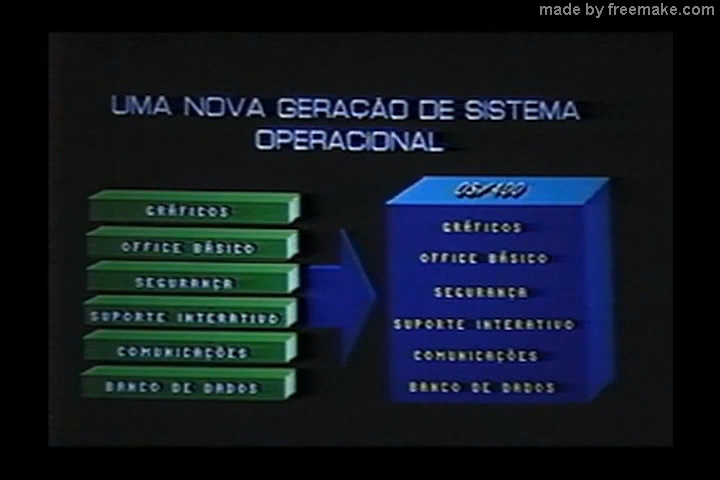 made by freemake.com
UMA NOVA GERAÇÃO DE SISTEMA
OPERACIONAL
GRÁFICOS
OFFICE BÁSICO
SEGURANÇA
SUPORTE INTERATIVO
COMUNICAÇÕES
BANCO DE DADOS
OS/400
GRÁFICOS
OFFICE BÁSICO
SEGURANÇA
SUPORTE INTERATIVO
COMUNICAÇÕES
BANCO DE DADOS